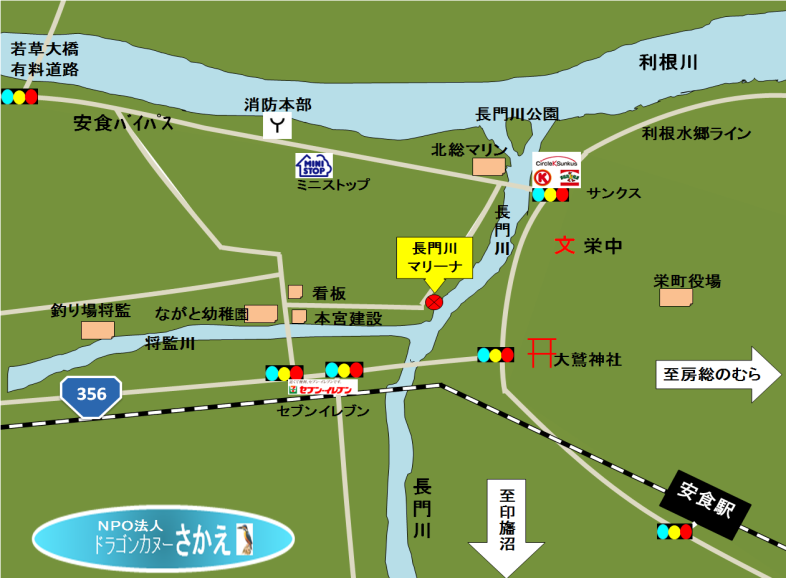 若草大橋
有料道路
利根川
消防本部
安食バイパス
長門川公園
利根水郷ライン
北総マリン
MINI
STOP
ミニストップ
CircleKSunkus
K
サンクス
長門川
文 栄中
長門川
マリーナ
栄町役場
看板
釣り場将監
ながと幼稚園
本宮建設
将監川
大鷲神社
至房総のむら
356
セブン-イレブン
セブンイレブン
長門川
至印旛沼
安食駅
NPO法人
ドラゴンカヌーさかえ